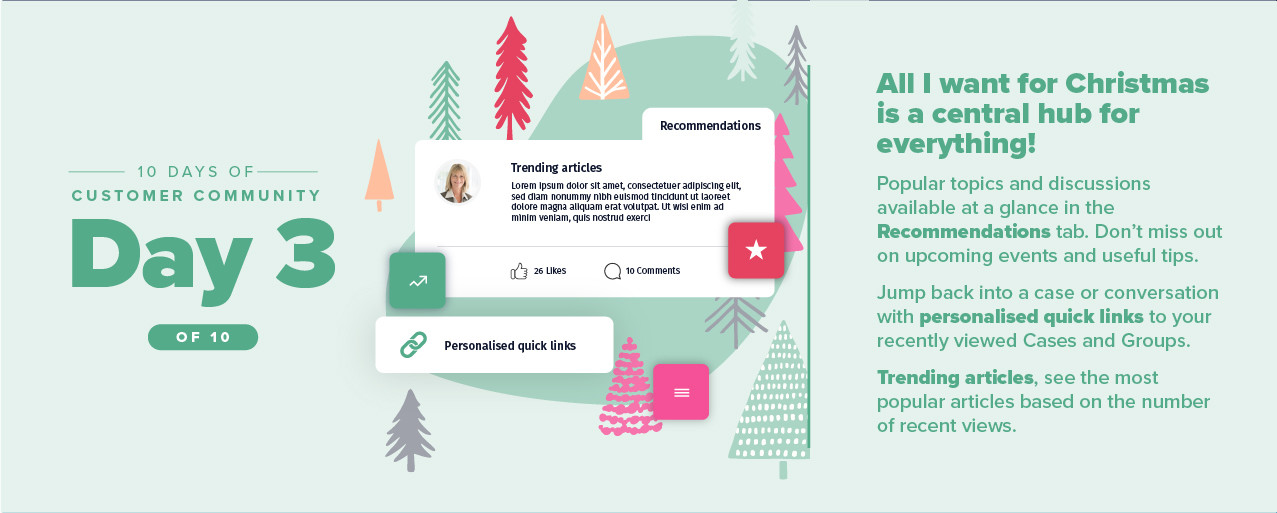 10 DAYS OF
CUSTOMER COMMUNITY
Day 3
OF 10
Recommendations
Trending articles
Lorem ipsum dolor sit amet, consectetuer adipiscing elit,
sed diam nonummy nibh euismod tincidunt ut laoreet
dolore magna aliquam erat volutpat. Ut wisi enim ad
minim veniam, quis nostrud exerci
26 Likes
10 Comments
Personalised quick links
All I want for Christmas
is a central hub for
everything!
Popular topics and discussions
available at a glance in the
Recommendations tab. Don’t miss out
on upcoming events and useful tips.
Jump back into a case or conversation
with personalised quick links to your
recently viewed Cases and Groups.
Trending articles, see the most
popular articles based on the number
of recent views.